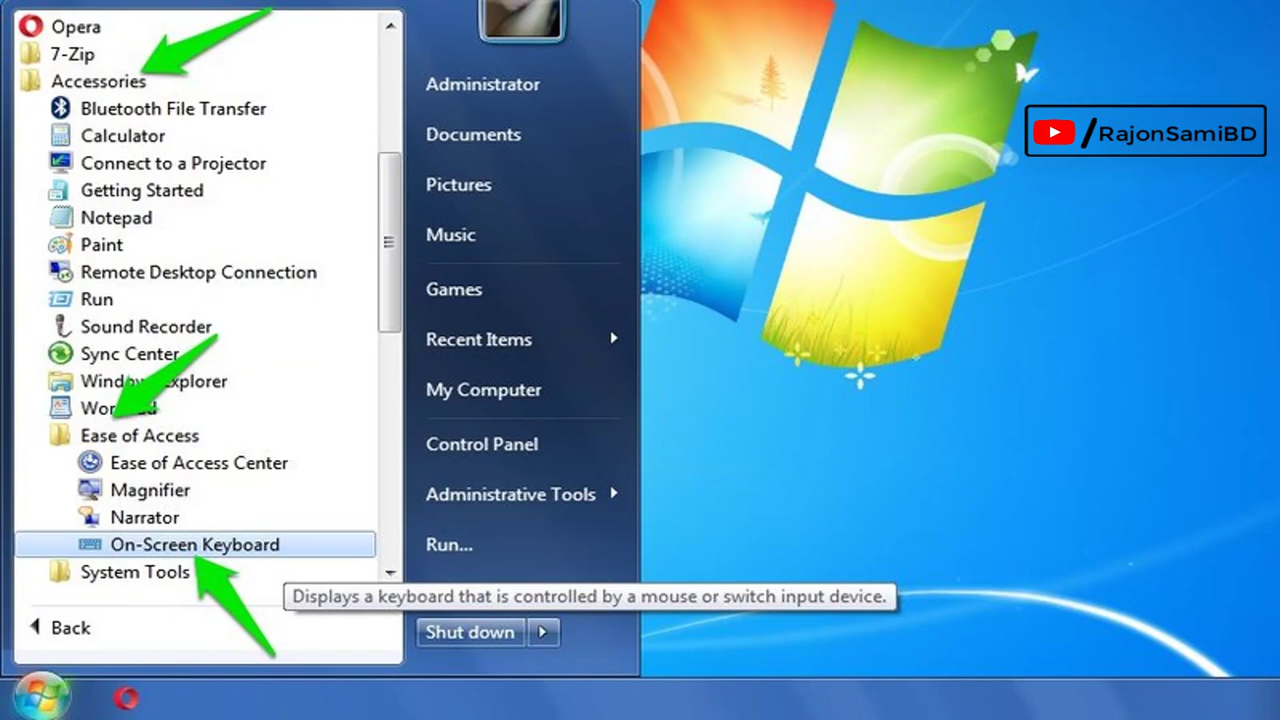 Opera
7-Zip
Accessories
Bluetooth File Transfer
Calculator
Connect to a Projector
Getting Started
Notepad
Paint
Remote Desktop Connection
Run
Sound Recorder
Sync Center
Ease of Access
Ease of Access Center
Magnifier
Narrator
On-Screen Keyboard
System Tools
Back
Administrator
Documents
Pictures
Music
Games
Recent Items
My Computer
Control Panel
Administrative Tools
Run...
Displays a keyboard that is controlled by a mouse or switch input device.
Shut down
/RajonSamiBD